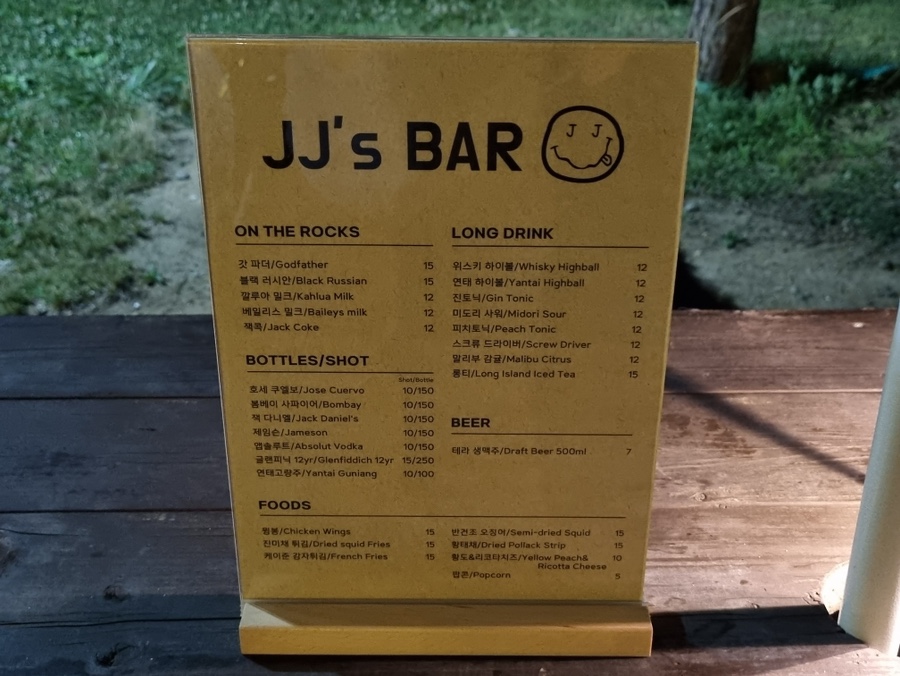 JJ's BAR
J J
ON THE ROCKS
갓 파더/Godfather 15
블랙 러시안/Black Russian 15
깔루아 밀크/Kahlua Milk 12
베일리스 밀크/Baileys milk 12
잭콕/Jack Coke 12
BOTTLES/SHOT
Shot/Bottle
호세 쿠엘보/Jose Cuervo 10/150
봄베이 사파이어/Bombay 10/150
잭 다니엘/Jack Daniel's 10/150
제임슨/Jameson 10/150
앱솔루트/Absolut Vodka 10/150
글랜피닉 12yr/Glenfiddich 12yr 15/250
연태고량주/Yantai Guniang 10/100
LONG DRINK
위스키 하이볼/Whisky Highball 12
연태 하이볼/Yantai Highball 12
진토닉/Gin Tonic 12
미도리 사워/Midori Sour 12
피치토닉/Peach Tonic 12
스크류 드라이버/Screw Driver 12
말리부 감귤/Malibu Citrus 12
롱티/Long Island Iced Tea 15
BEER
테라 생맥주/Draft Beer 500ml 7
FOODS
윙봉/Chicken Wings 15
진미채 튀김/Dried squid Fries 15
케이준 감자튀김/French Fries 15
반건조 오징어/Semi-dried Squid 15
황태채/Dried Pollack Strip 15
황도&리코타치즈/Yellow Peach& 10
Ricotta Cheese
팝콘/Popcorn 5